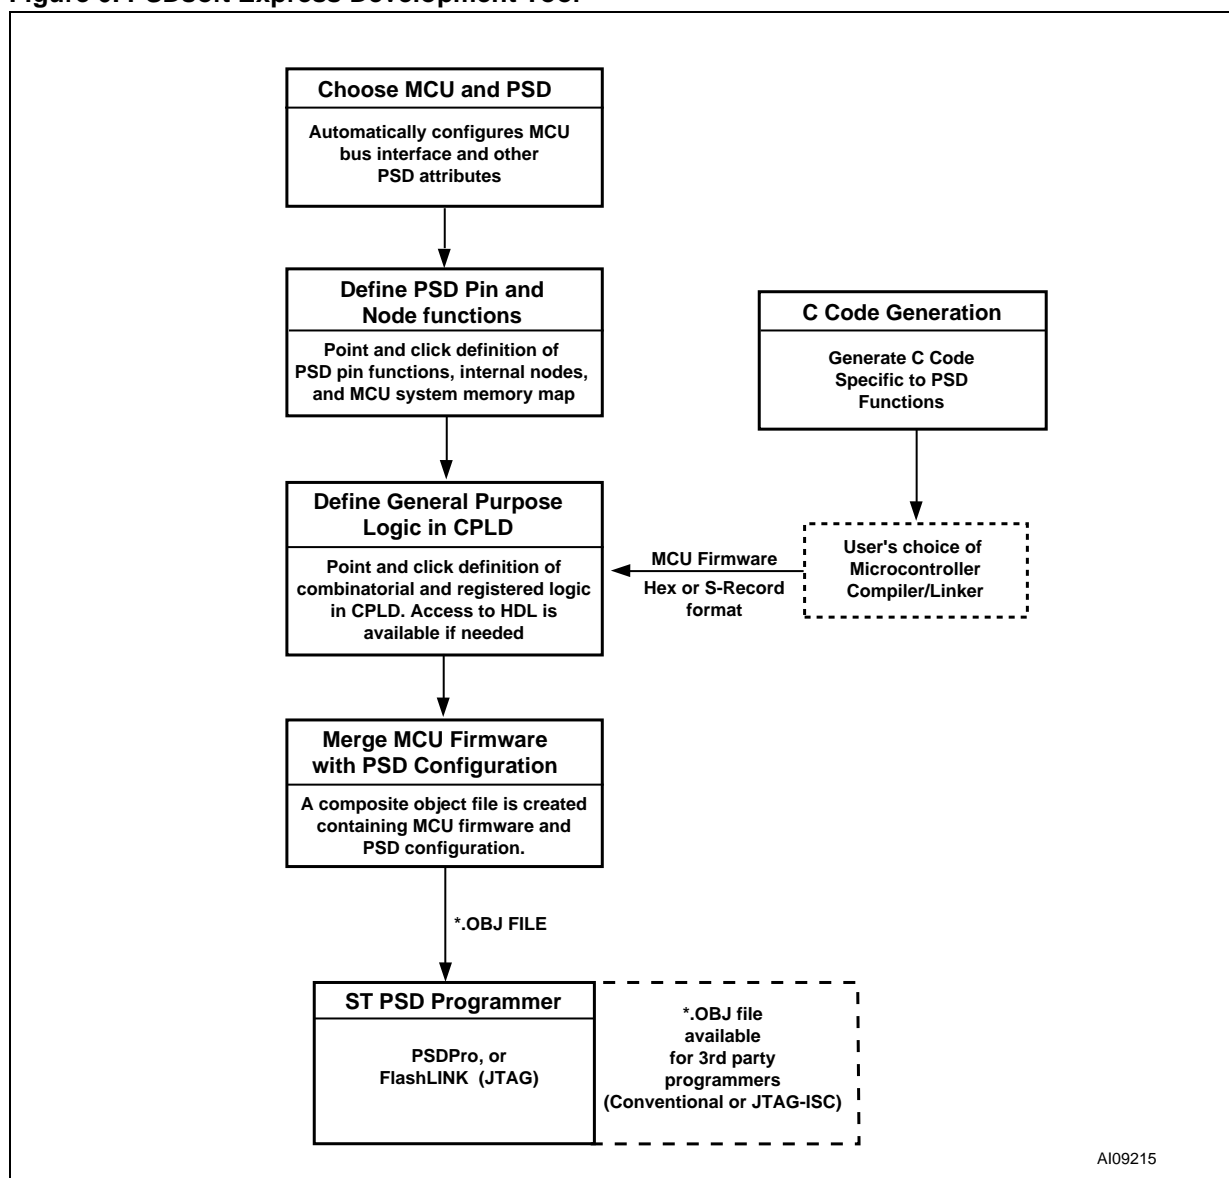 Choose MCU and PSD
Automatically configures MCU
bus interface and other
PSD attributes
Define PSD Pin and
Node functions
Point and click definition of
PSD pin functions, internal nodes,
and MCU system memory map
C Code Generation
Generate C Code
Specific to PSD
Functions
Define General Purpose
Logic in CPLD
Point and click definition of
combinatorial and registered logic
in CPLD. Access to HDL is
available if needed
MCU Firmware
Hex or S-Record
format
User's choice of
Microcontroller
Compiler/Linker
Merge MCU Firmware
with PSD Configuration
A composite object file is created
containing MCU firmware and
PSD configuration.
*.OBJ FILE
ST PSD Programmer
PSDPro, or
FlashLINK (JTAG)
*.OBJ file
available
for 3rd party
programmers
(Conventional or JTAG-ISC)
AI09215